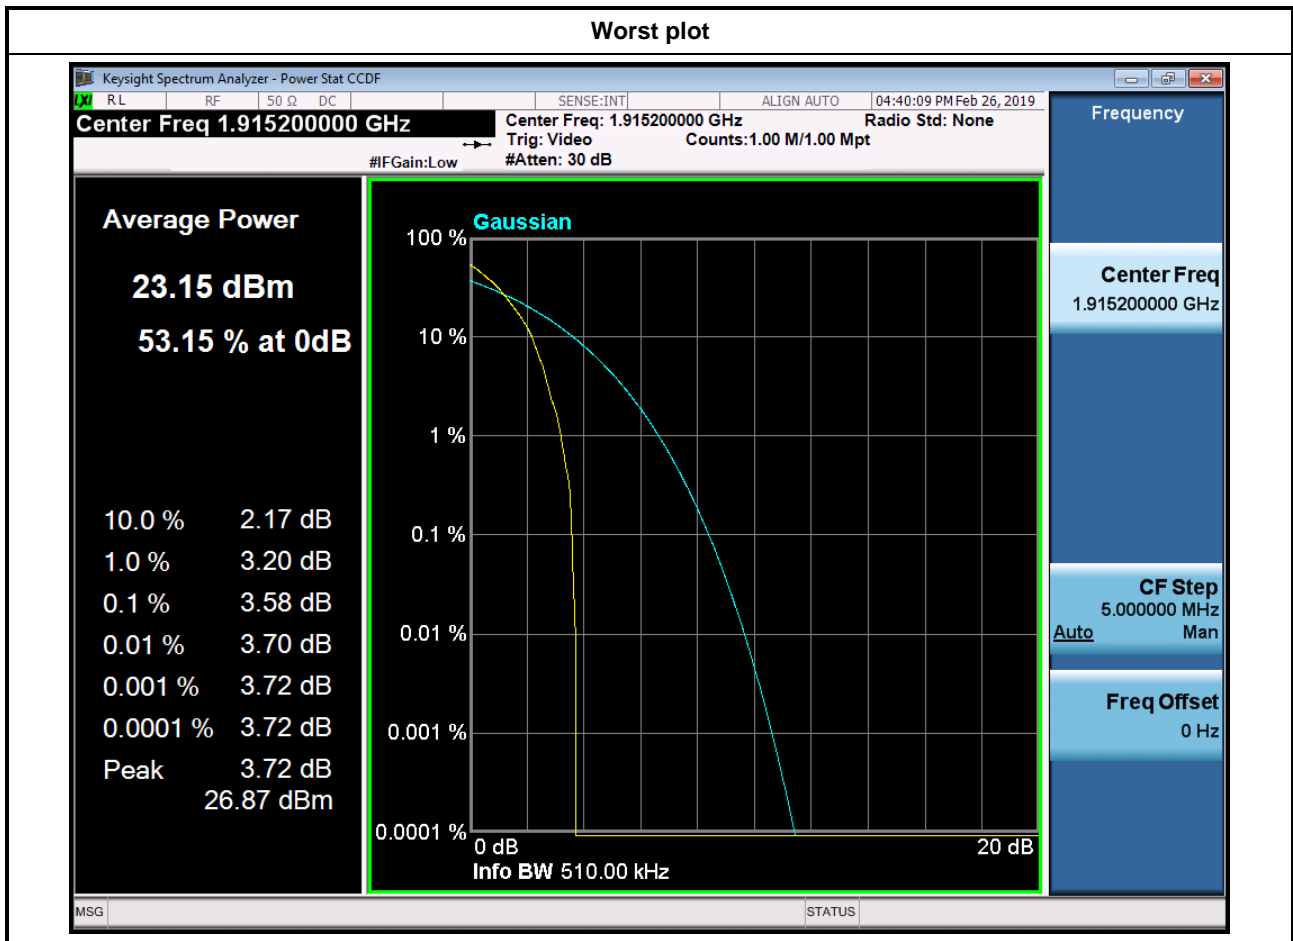 Worst plot
Keysight Spectrum Analyzer - Power Stat CCDF
LXI RL RF 50 Ω DC SENSE:INT ALIGN AUTO 04:40:09 PM Feb 26, 2019
Center Freq 1.915200000 GHz
Center Freq: 1.915200000 GHz Radio Std: None
Trig: Video Counts:1.00 M/1.00 Mpt
#IFGain:Low #Atten: 30 dB
Frequency
Average Power
23.15 dBm
53.15 % at 0dB
10.0 % 2.17 dB
1.0 % 3.20 dB
0.1 % 3.58 dB
0.01 % 3.70 dB
0.001 % 3.72 dB
0.0001 % 3.72 dB
Peak 3.72 dB
26.87 dBm
Gaussian
100 %
10 %
1 %
0.1 %
0.01 %
0.001 %
0.0001 %
0 dB 20 dB
Info BW 510.00 kHz
Center Freq
1.915200000 GHz
CF Step
5.000000 MHz
Auto Man
Freq Offset
0 Hz
MSG STATUS